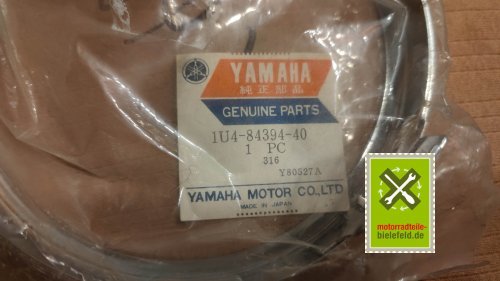 YAMAHA
純正部品
GENUINE PARTS
1U4-84394-40
1 PC
316
Y80527A
YAMAHA MOTOR CO.,LTD
MADE IN JAPAN
motorradteile-
bielefeld.de